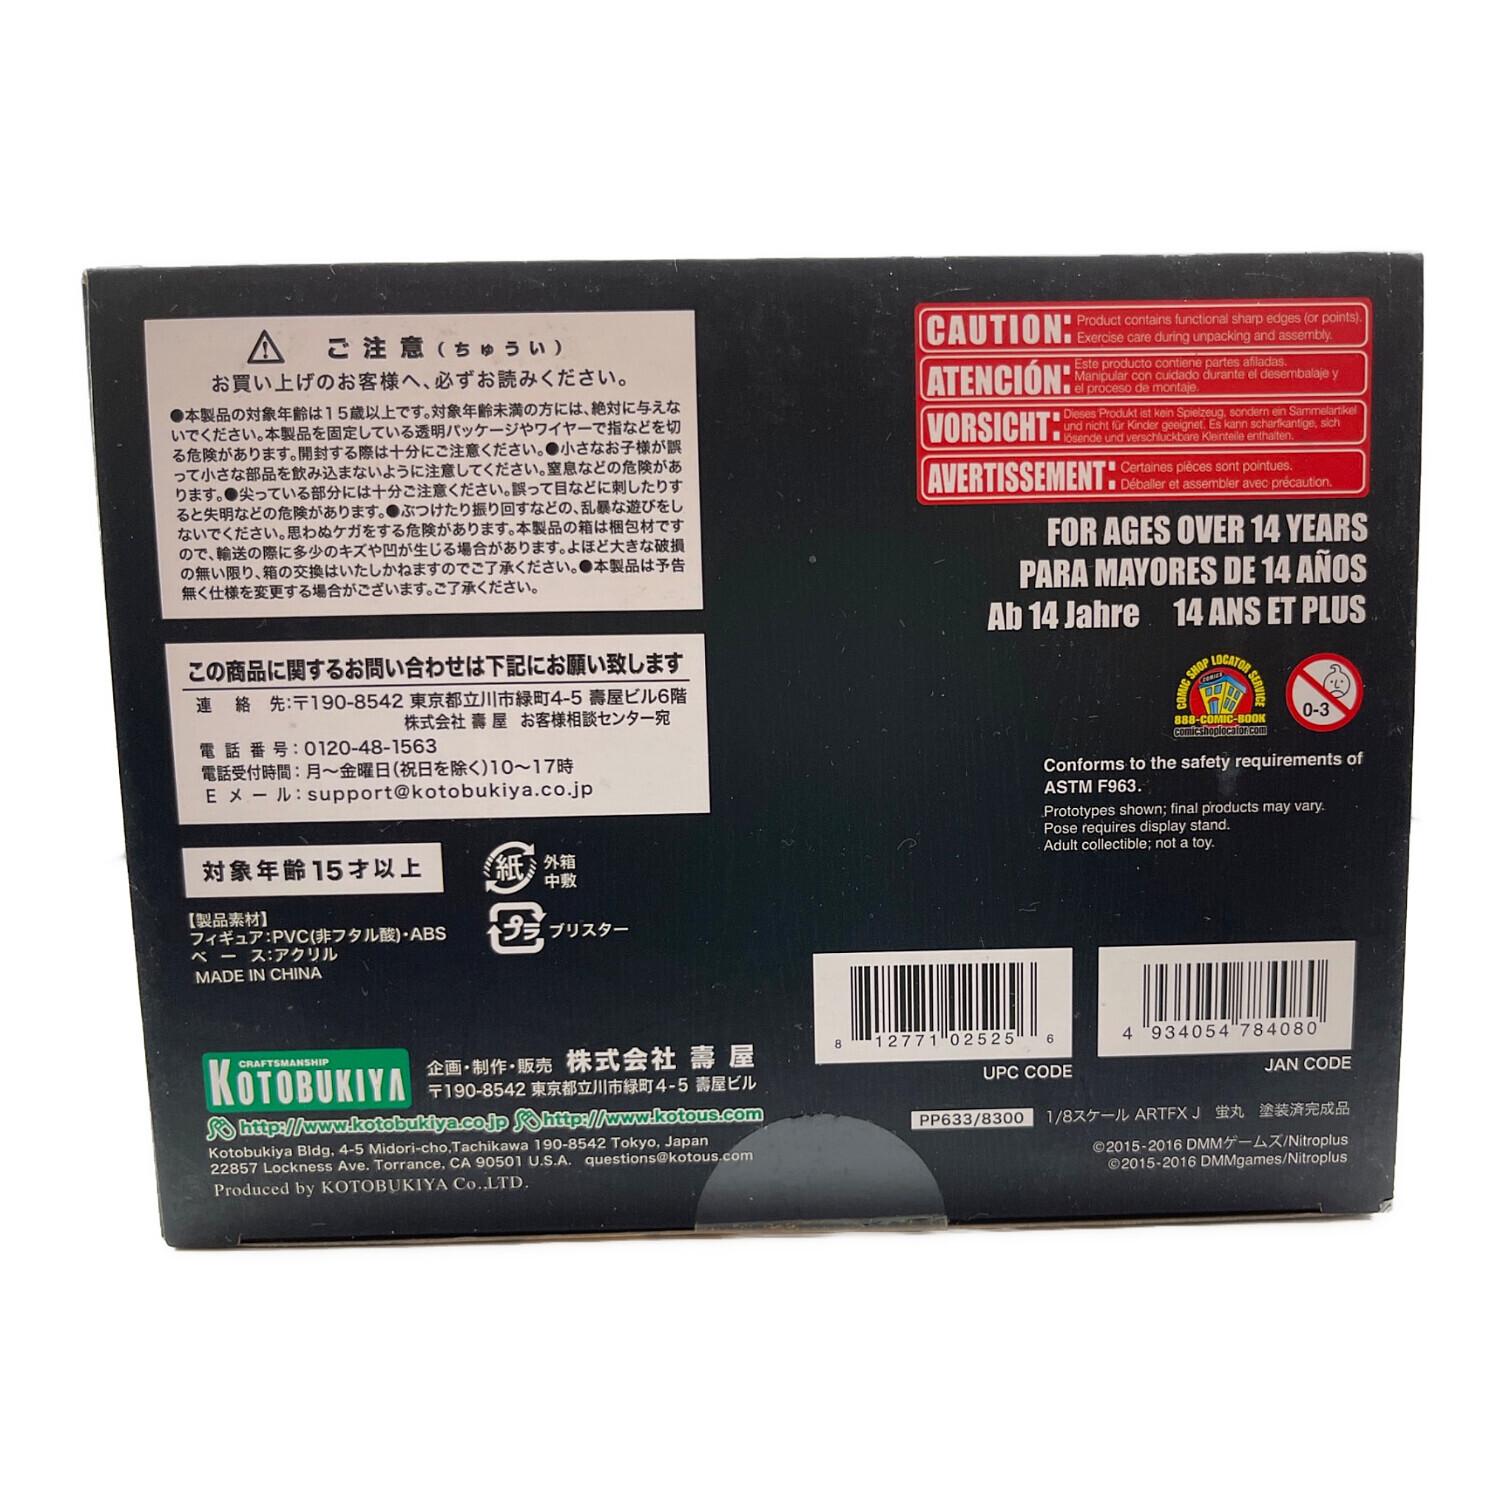 ご注意(ちゅうい)
お買い上げのお客様へ、必ずお読みください。
●本製品の対象年齢は15歳以上です。対象年齢未満の方には、絶対に与えな
いでください。本製品を固定している透明パッケージやワイヤーで指などを切
る危険があります。開封する際は十分にご注意ください。●小さなお子様が誤
って小さな部品を飲み込まないように注意してください。窒息などの危険があ
ります。●尖っている部分には十分ご注意ください。誤って目などに刺したりす
ると失明などの危険があります。●ぶつけたり振り回すなどの、乱暴な遊びをし
ないでください。思わぬケガをする危険があります。本製品の箱は梱包材です
ので、輸送の際に多少のキズや凹が生じる場合があります。よほど大きな破損
の無い限り、箱の交換はいたしかねますのでご了承ください。●本製品は予告
無く仕様を変更する場合がございます。ご了承ください。
この商品に関するお問い合わせは下記にお願い致します
連絡先:〒190-8542 東京都立川市緑町4-5 壽屋ビル6階
株式会社 壽屋 お客様相談センター宛
電話番号:0120-48-1563
電話受付時間:月〜金曜日(祝日を除く)10〜17時
Eメール:support@kotobukiya.co.jp
対象年齢15才以上
紙 外箱
中敷
プラ ブリスター
【製品素材】
フィギュア:PVC(非フタル酸)・ABS
ベース:アクリル
MADE IN CHINA
CRAFTSMANSHIP
KOTOBUKIYA
企画・制作・販売 株式会社 壽屋
〒190-8542 東京都立川市緑町4-5 壽屋ビル
http://www.kotobukiya.co.jp http://www.kotous.com
Kotobukiya Bldg, 4-5 Midori-cho,Tachikawa 190-8542 Tokyo, Japan
22857 Lockness Ave. Torrance, CA 90501 U.S.A. questions@kotous.com
Produced by KOTOBUKIYA Co.,LTD.
CAUTION: Product contains functional sharp edges (or points).
Exercise care during unpacking and assembly.
ATENCIÓN: Este producto contiene partes afiladas.
Manipular con cuidado durante el desembalaje y
el proceso de montaje.
VORSICHT: Dieses Produkt ist kein Spielzeug, sondern ein Sammelartikel
und nicht für Kinder geeignet. Es kann scharfkantige, sich
lösende und verschluckbare Kleinteile enthalten.
AVERTISSEMENT: Certaines pièces sont pointues.
Déballer et assembler avec précaution.
FOR AGES OVER 14 YEARS
PARA MAYORES DE 14 AÑOS
Ab 14 Jahre 14 ANS ET PLUS
COMIC SHOP LOCATOR SERVICE
COMICS
888-COMIC-BOOK
comicshoplocator.com
0-3
Conforms to the safety requirements of
ASTM F963.
Prototypes shown; final products may vary.
Pose requires display stand.
Adult collectible; not a toy.
8 12771 02525 6
UPC CODE
4 934054 784080
JAN CODE
PP633/8300 1/8スケール ARTFX J 蛍丸 塗装済完成品
©2015-2016 DMMゲームズ/Nitroplus
©2015-2016 DMMgames/Nitroplus